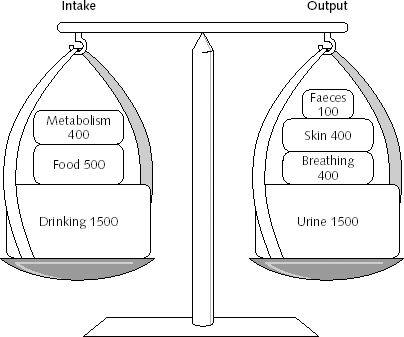 Intake
Output
Metabolism
400
Food 500
Drinking 1500
Faeces
100
Skin 400
Breathing
400
Urine 1500